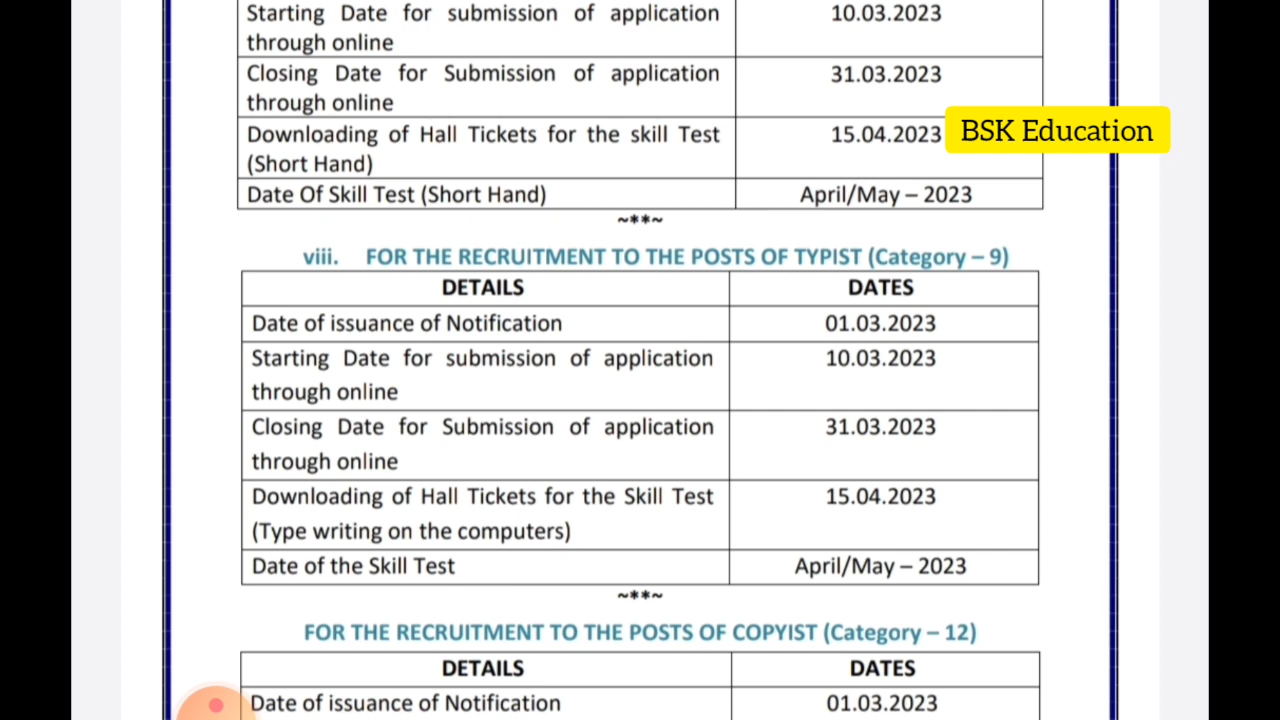 Starting Date for submission of application 10.03.2023
through online
Closing Date for Submission of application 31.03.2023
through online
Downloading of Hall Tickets for the skill Test 15.04.2023
BSK Education
(Short Hand)
Date Of Skill Test (Short Hand) April/May – 2023
~**~
viii. FOR THE RECRUITMENT TO THE POSTS OF TYPIST (Category – 9)
DETAILS DATES
Date of issuance of Notification 01.03.2023
Starting Date for submission of application 10.03.2023
through online
Closing Date for Submission of application 31.03.2023
through online
Downloading of Hall Tickets for the Skill Test 15.04.2023
(Type writing on the computers)
Date of the Skill Test April/May – 2023
~**~
FOR THE RECRUITMENT TO THE POSTS OF COPYIST (Category – 12)
DETAILS DATES
Date of issuance of Notification 01.03.2023